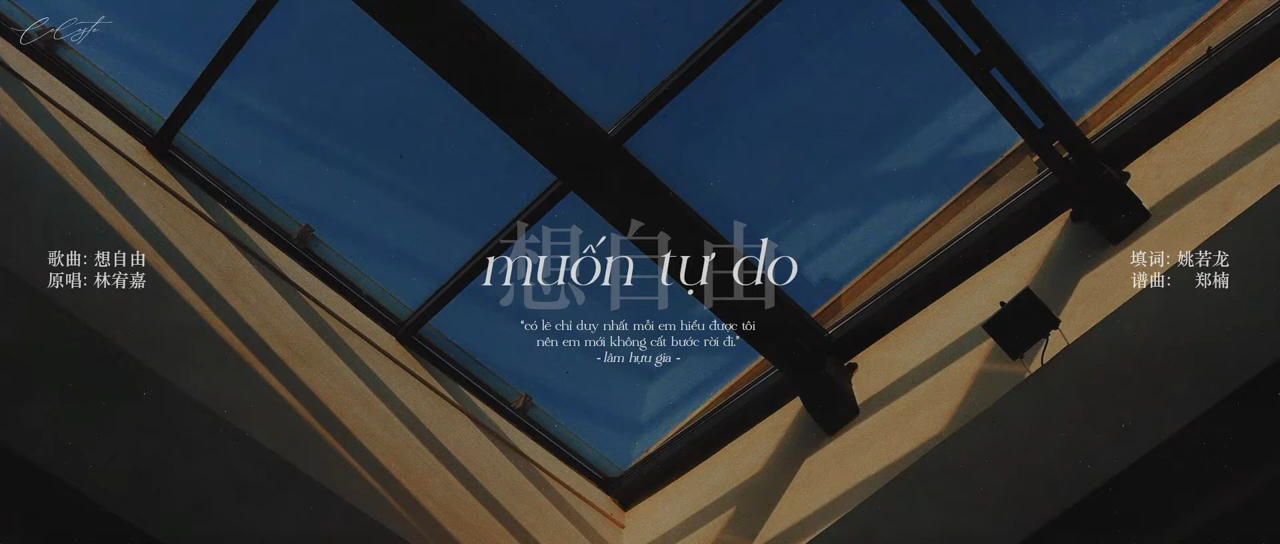 Celeste
想自由
muốn tự do
歌曲: 想自由
原唱: 林宥嘉
填词: 姚若龙
谱曲: 郑楠
"có lẽ chỉ duy nhất mỗi em hiểu được tôi
nên em mới không cất bước rời đi."
- lâm hựu gia -